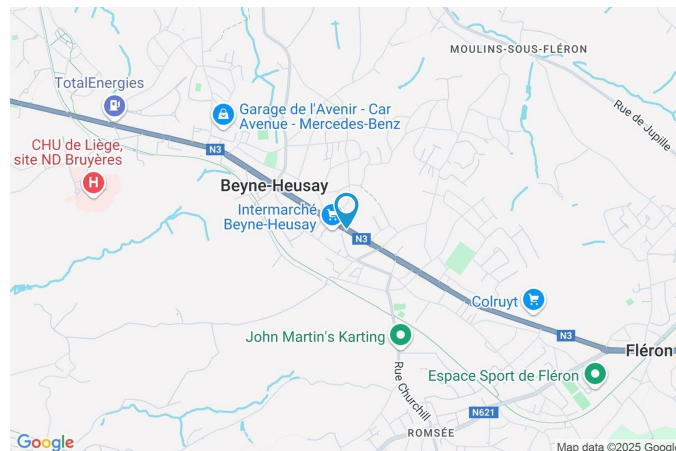 MOULINS-SOUS-FLÉRON
TotalEnergies
Garage de l'Avenir - Car
Avenue - Mercedes-Benz
Rue de Jupille
CHU de Liège,
site ND Bruyères
N3
H
Beyne-Heusay
Intermarché
Beyne-Heusay
N3
Colruyt
John Martin's Karting
N3
Fléron
Espace Sport de Fléron
Rue Churchill
N621
ROMSÉE
Google
Map data ©2025 Google